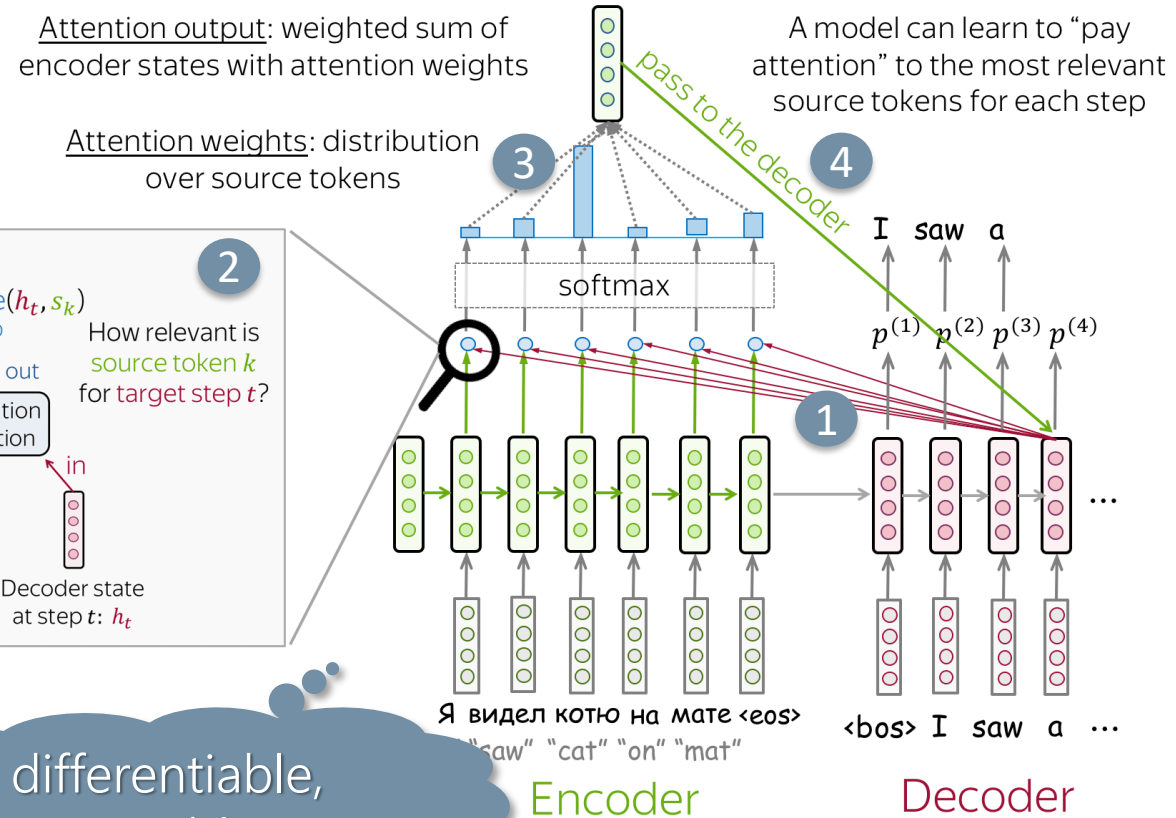 Attention output: weighted sum of
encoder states with attention weights
Attention weights: distribution
over source tokens
3
pass to the decoder
A model can learn to “pay
attention” to the most relevant
source tokens for each step
4
2
(hₜ, sₖ)
How relevant is
source token k
for target step t?
out
in
Decoder state
at step t: hₜ
softmax
1
I saw a
p⁽¹⁾ p⁽²⁾ p⁽³⁾ p⁽⁴⁾
...
Я видел котю на мате <eos>
“saw” “cat” “on” “mat”
<bos> I saw a ...
differentiable,
Encoder
Decoder